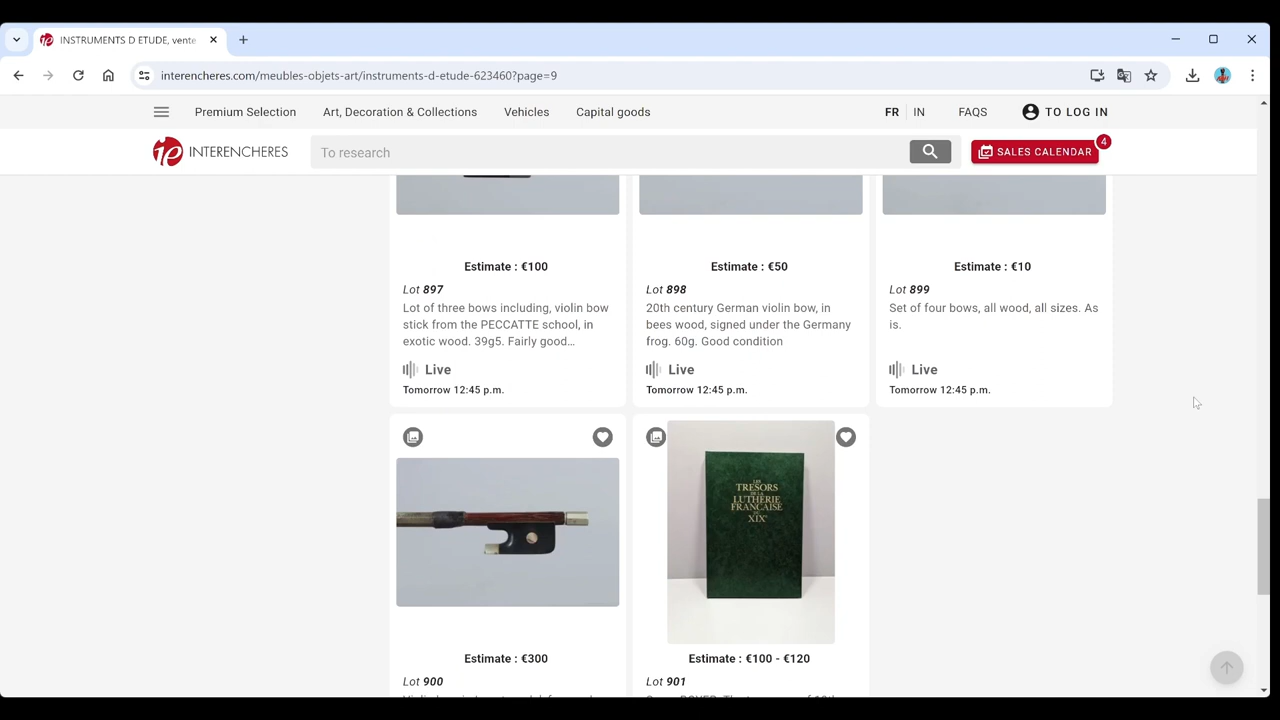 INSTRUMENTS D ETUDE, vente
interencheres.com/meubles-objets-art/instruments-d-etude-623460?page=9
Premium Selection Art, Decoration & Collections Vehicles Capital goods FR IN FAQS TO LOG IN
INTERENCHERES To research SALES CALENDAR 4
Estimate : €100
Lot 897
Lot of three bows including, violin bow
stick from the PECCATTE school, in
exotic wood. 39g5. Fairly good…
Live
Tomorrow 12:45 p.m.
Estimate : €50
Lot 898
20th century German violin bow, in
bees wood, signed under the Germany
frog. 60g. Good condition
Live
Tomorrow 12:45 p.m.
Estimate : €10
Lot 899
Set of four bows, all wood, all sizes. As
is.
Live
Tomorrow 12:45 p.m.
Estimate : €300
Lot 900
LES
TRESORS
DE LA
LUTHERIE
FRANÇAISE
DU
XIXe
Estimate : €100 - €120
Lot 901